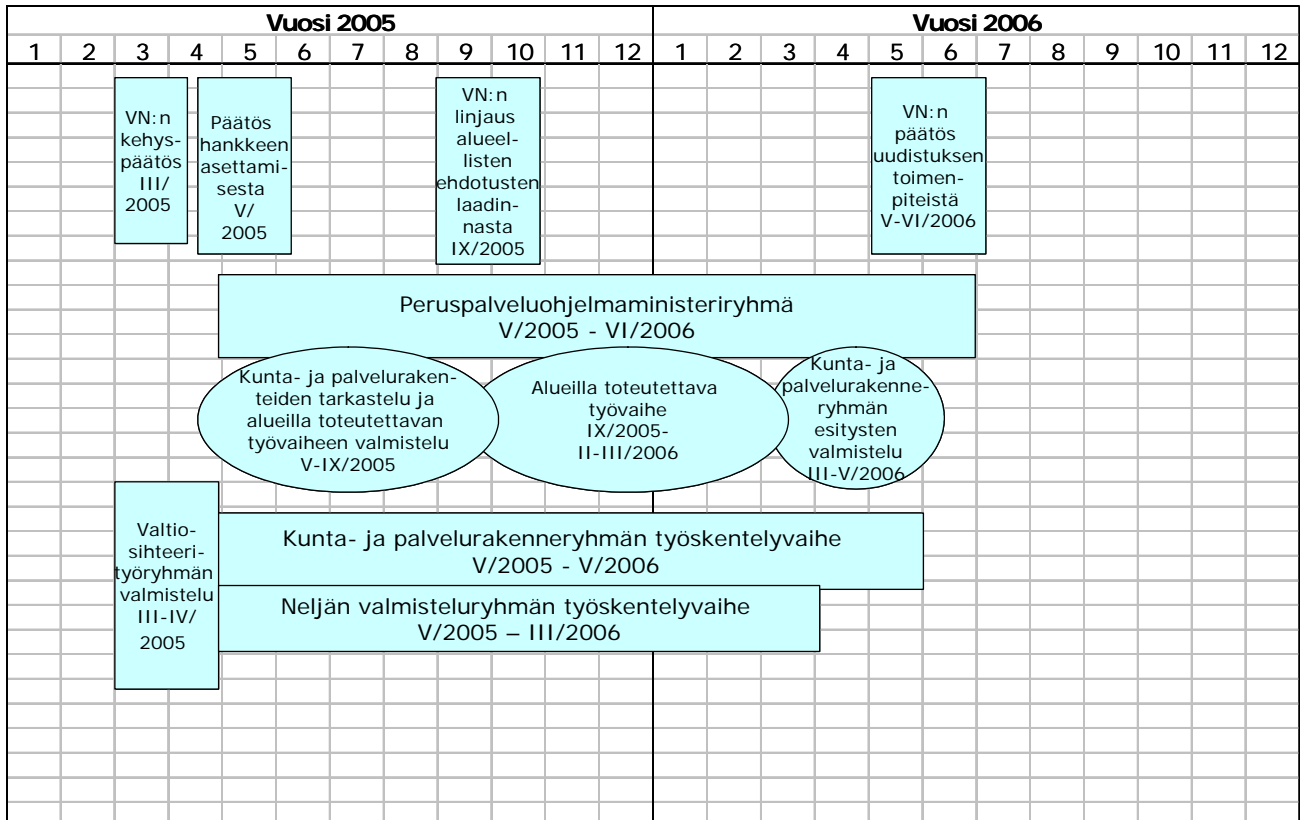 Vuosi 2005 Vuosi 2006
1 2 3 4 5 6 7 8 9 10 11 12 1 2 3 4 5 6 7 8 9 10 11 12
VN:n
kehys-
päätös
III/
2005
Päätös
hankkeen
asettami-
sesta
V/
2005
VN:n
linjaus
alueel-
listen
ehdotusten
laadin-
nasta
IX/2005
VN:n
päätös
uudistuksen
toimen-
piteistä
V-VI/2006
Peruspalveluohjelmaministeriryhmä
V/2005 - VI/2006
Kunta- ja palveluraken-
teiden tarkastelu ja
alueilla toteutettavan
työvaiheen valmistelu
V-IX/2005
Alueilla toteutettava
työvaihe
IX/2005-
II-III/2006
Kunta- ja
palvelurakenne-
ryhmän
esitysten
valmistelu
III-V/2006
Valtio-
sihteeri-
työryhmän
valmistelu
III-IV/
2005
Kunta- ja palvelurakenneryhmän työskentelyvaihe
V/2005 - V/2006
Neljän valmisteluryhmän työskentelyvaihe
V/2005 – III/2006